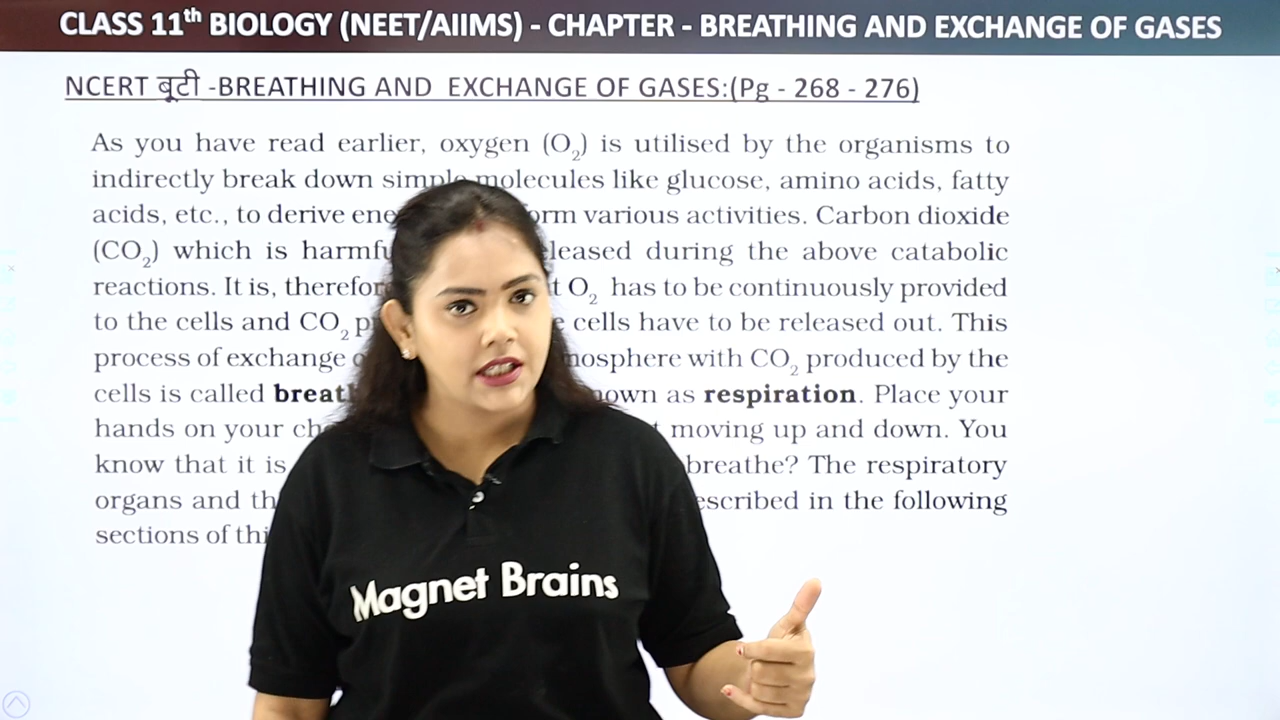 CLASS 11th BIOLOGY (NEET/AIIMS) - CHAPTER - BREATHING AND EXCHANGE OF GASES
NCERT बूटी -BREATHING AND EXCHANGE OF GASES:(Pg - 268 - 276)
As you have read earlier, oxygen (O2) is utilised by the organisms to
indirectly break down simple molecules like glucose, amino acids, fatty
acids, etc., to derive various activities. Carbon dioxide
(CO2) which is during the above catabolic
reactions. It is, O2 has to be continuously provided
to the cells and CO2 cells have to be released out. This
process of exchange with CO2 produced by the
cells is called as respiration. Place your
hands on your moving up and down. You
know that it is breathe? The respiratory
organs and in the following
sections of
Magnet Brains